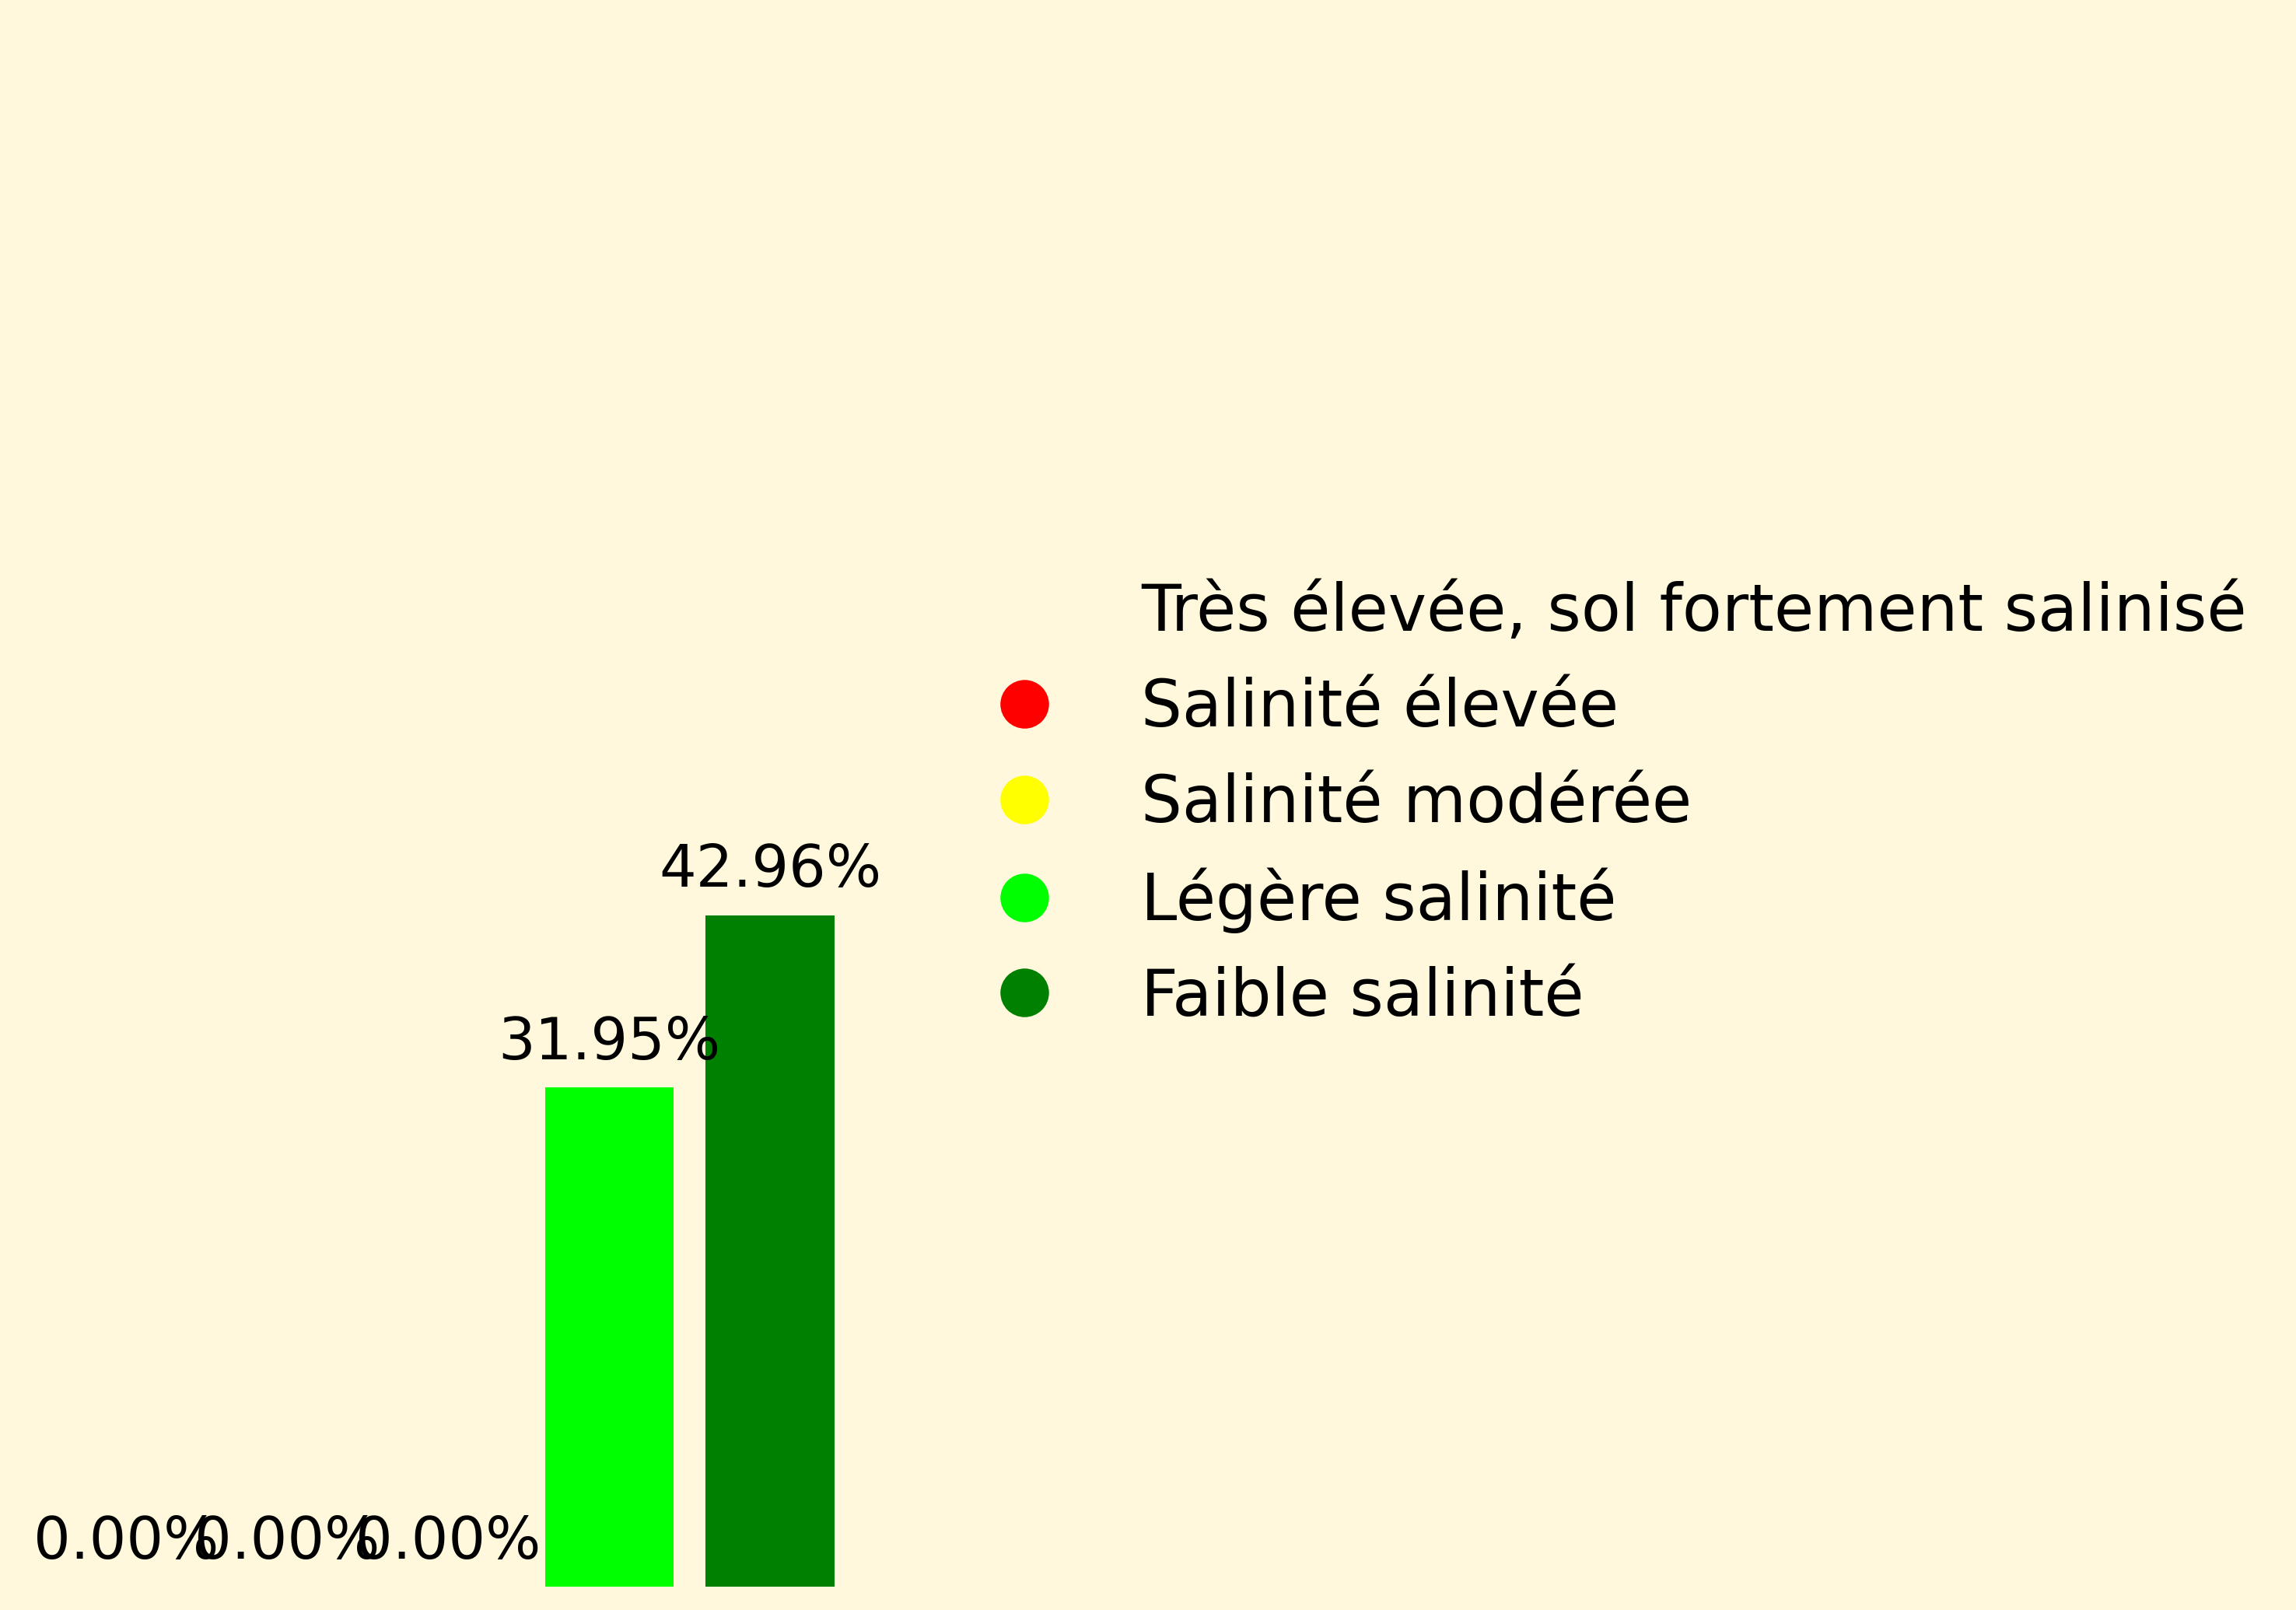 Très élevée, sol fortement salinisé
Salinité élevée
Salinité modérée
42.96%
Légère salinité
Faible salinité
31.95%
0.00% 0.00% 0.00%